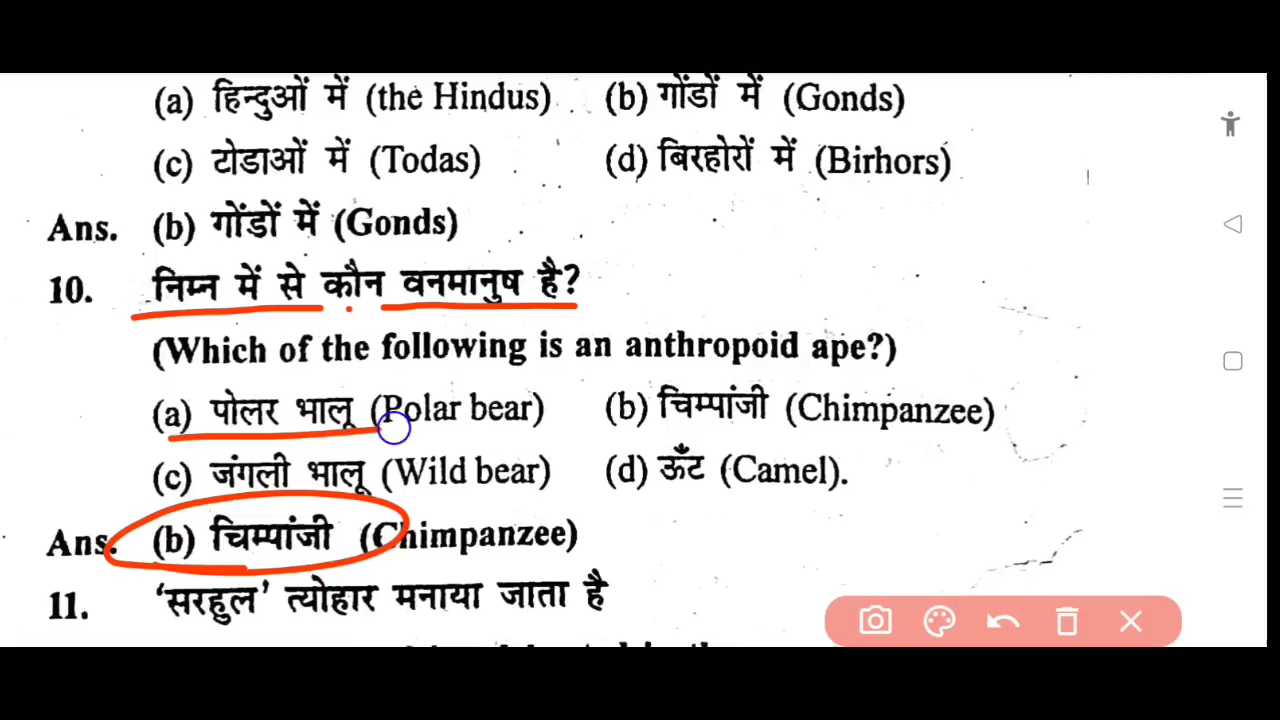 (a) हिन्दुओं में (the Hindus) (b) गोंडों में (Gonds)
(c) टोडाओं में (Todas) (d) बिरहोरों में (Birhors)
Ans. (b) गोंडों में (Gonds)
10. निम्न में से कौन वनमानुष है?
(Which of the following is an anthropoid ape?)
(a) पोलर भालू (Polar bear) (b) चिम्पांजी (Chimpanzee)
(c) जंगली भालू (Wild bear) (d) ऊँट (Camel).
Ans. (b) चिम्पांजी (Chimpanzee)
11. ‘सरहुल’ त्योहार मनाया जाता है